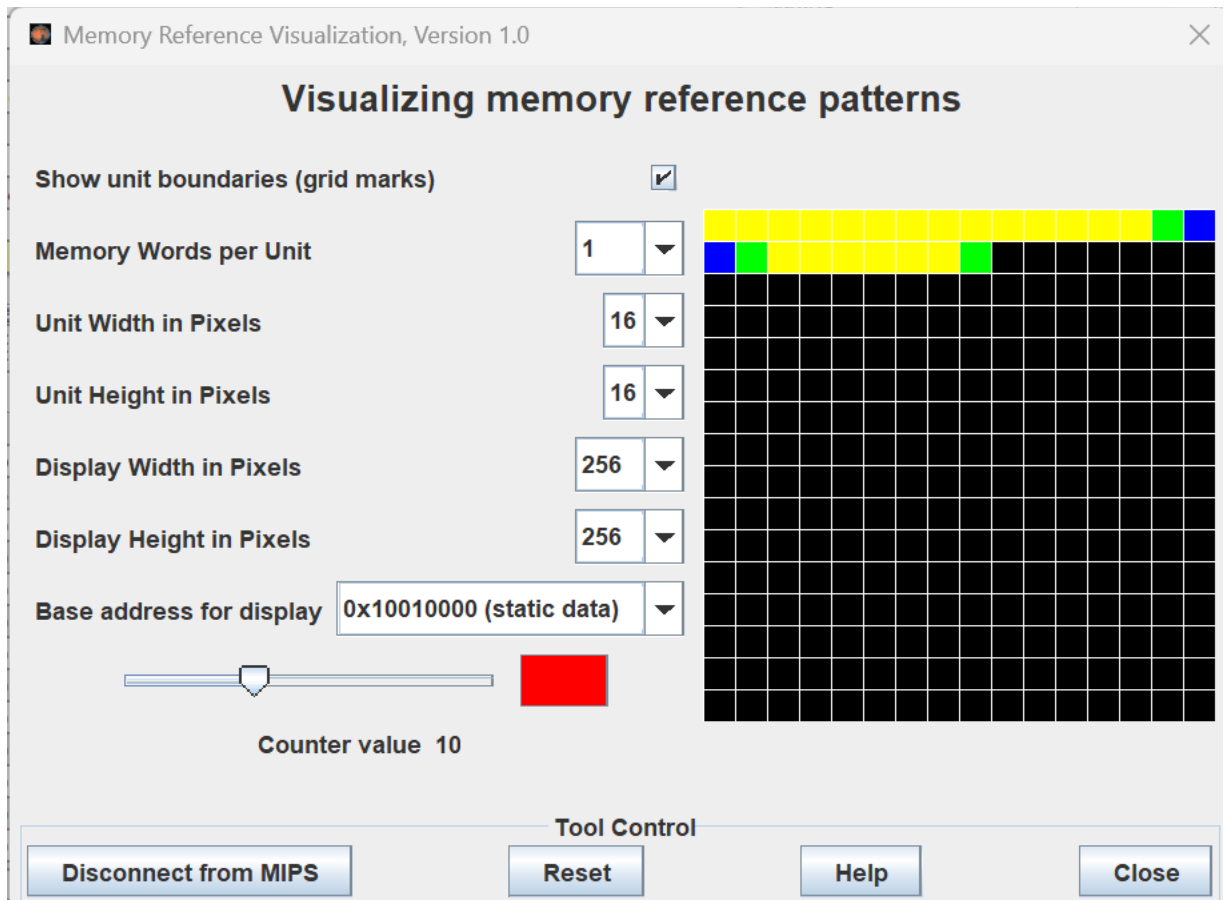 Memory Reference Visualization, Version 1.0
Visualizing memory reference patterns
Show unit boundaries (grid marks)
Memory Words per Unit 1
Unit Width in Pixels 16
Unit Height in Pixels 16
Display Width in Pixels 256
Display Height in Pixels 256
Base address for display 0x10010000 (static data)
Counter value 10
Tool Control
Disconnect from MIPS Reset Help Close